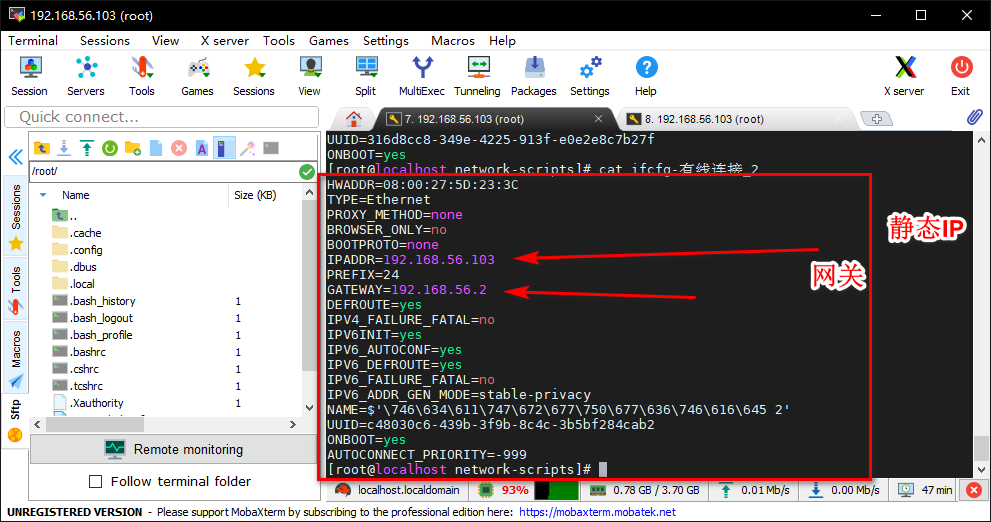 192.168.56.103 (root)
Terminal Sessions View X server Tools Games Settings Macros Help
Session Servers Tools Games Sessions View Split MultiExec Tunneling Packages Settings Help X server Exit
Quick connect...
7. 192.168.56.103 (root)
8. 192.168.56.103 (root)
/root/
Name Size (KB)
..
.cache
.config
.dbus
.local
.bash_history 1
.bash_logout 1
.bash_profile 1
.bashrc 1
.cshrc 1
.tcshrc 1
.Xauthority 1
Sessions
Tools
Macros
Sftp
Remote monitoring
Follow terminal folder
UUID=316d8cc8-349e-4225-913f-e0e2e8c7b27f
ONBOOT=yes
[root@localhost network-scripts]# cat ifcfg-有线连接_2
HWADDR=08:00:27:5D:23:3C
TYPE=Ethernet
PROXY_METHOD=none
BROWSER_ONLY=no
BOOTPROTO=none
IPADDR=192.168.56.103
PREFIX=24
GATEWAY=192.168.56.2
DEFROUTE=yes
IPV4_FAILURE_FATAL=no
IPV6INIT=yes
IPV6_AUTOCONF=yes
IPV6_DEFROUTE=yes
IPV6_FAILURE_FATAL=no
IPV6_ADDR_GEN_MODE=stable-privacy
NAME=$'\746\634\611\747\672\677\750\677\636\746\616\645 2'
UUID=c48030c6-439b-3f9b-8c4c-3b5bf284cab2
ONBOOT=yes
AUTOCONNECT_PRIORITY=-999
[root@localhost network-scripts]#
静态IP
网关
localhost.localdomain 93% 0.78 GB / 3.70 GB 0.01 Mb/s 0.00 Mb/s 47 min
UNREGISTERED VERSION - Please support MobaXterm by subscribing to the professional edition here: https://mobaxterm.mobatek.net